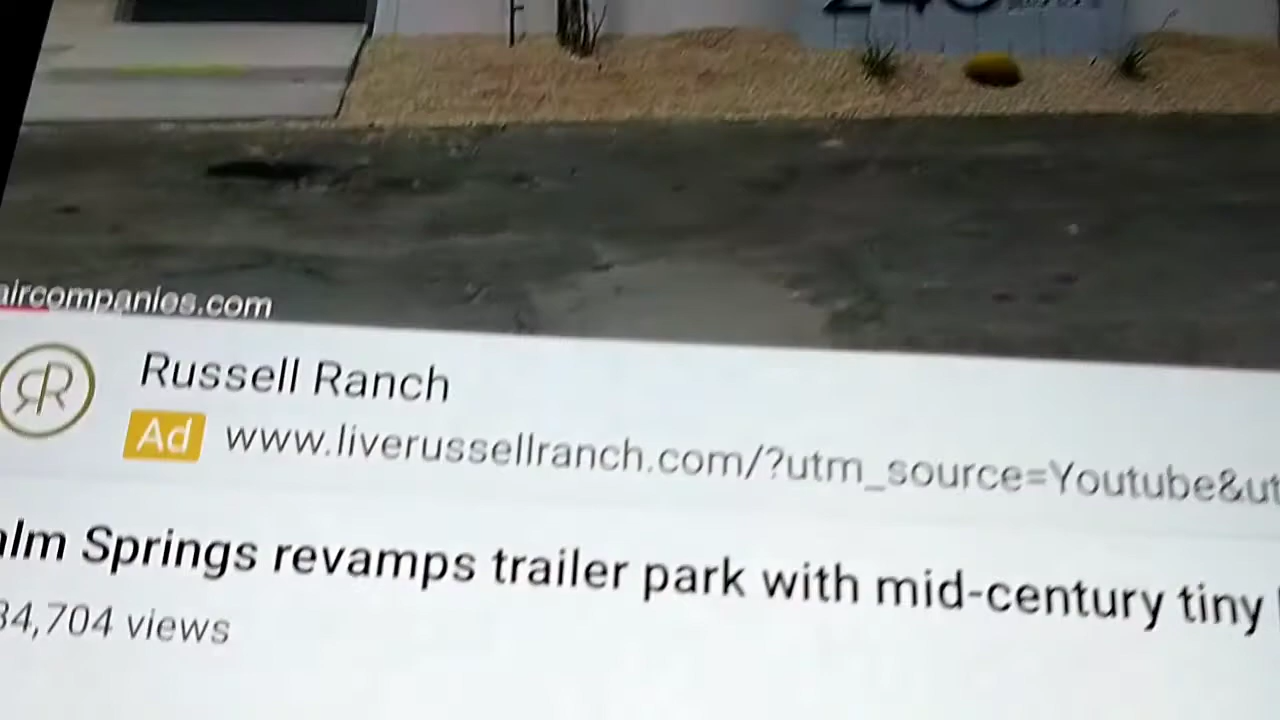 aircompanies.com
Russell Ranch
Ad www.liverussellranch.com/?utm_source=Youtube&ut
alm Springs revamps trailer park with mid-century tiny
34,704 views